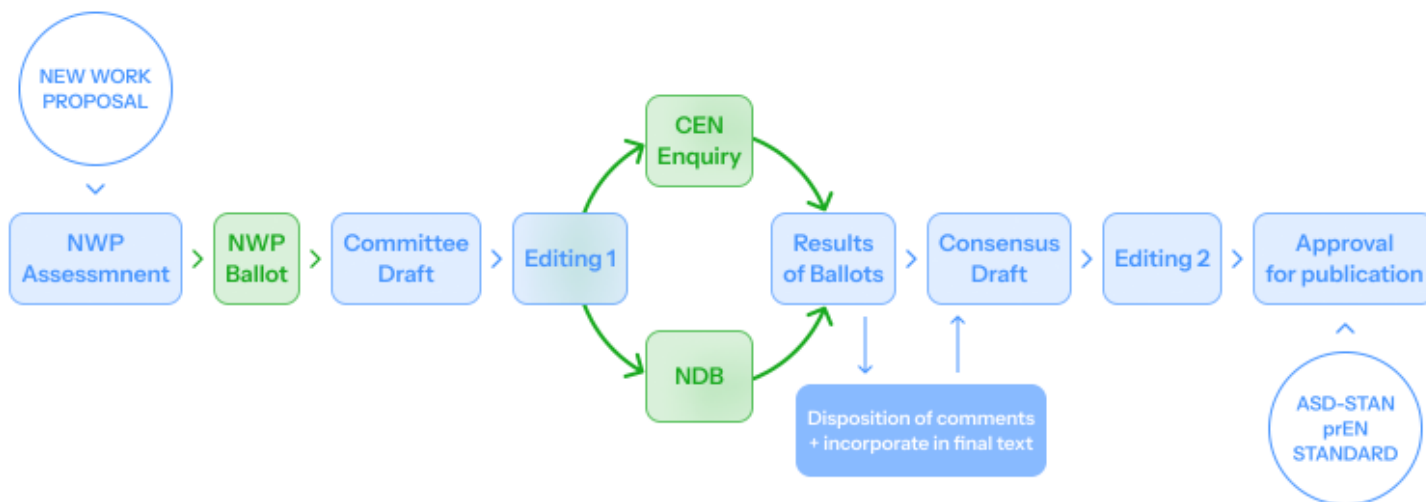 NEW WORK
PROPOSAL
NWP
Assessmnent
NWP
Ballot
Committee
Draft
Editing 1
CEN
Enquiry
NDB
Results
of Ballots
Disposition of comments
+ incorporate in final text
Consensus
Draft
Editing 2
Approval
for publication
ASD-STAN
prEN
STANDARD